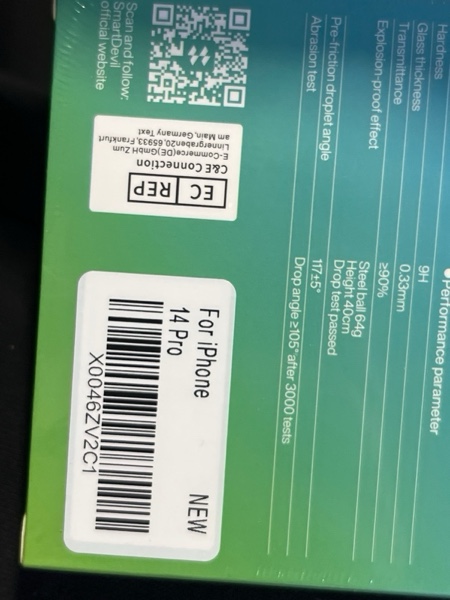 Performance parameter
Hardness 9H
Glass thickness 0.33mm
Transmittance ≥90%
Explosion-proof effect Steel ball 64g
Height 40cm
Drop test passed
Pre-friction droplet angle 117±5°
Abrasion test Drop angle ≥105° after 3000 tests
Scan and follow:
SmartDevil
official website
EC REP
C&E Connection
E-Commerce(DE)GmbH Zum
Linnergraben20,65933,Frankfurt
am Main,Germany Text
For iPhone
14 Pro
NEW
X0046ZV2C1